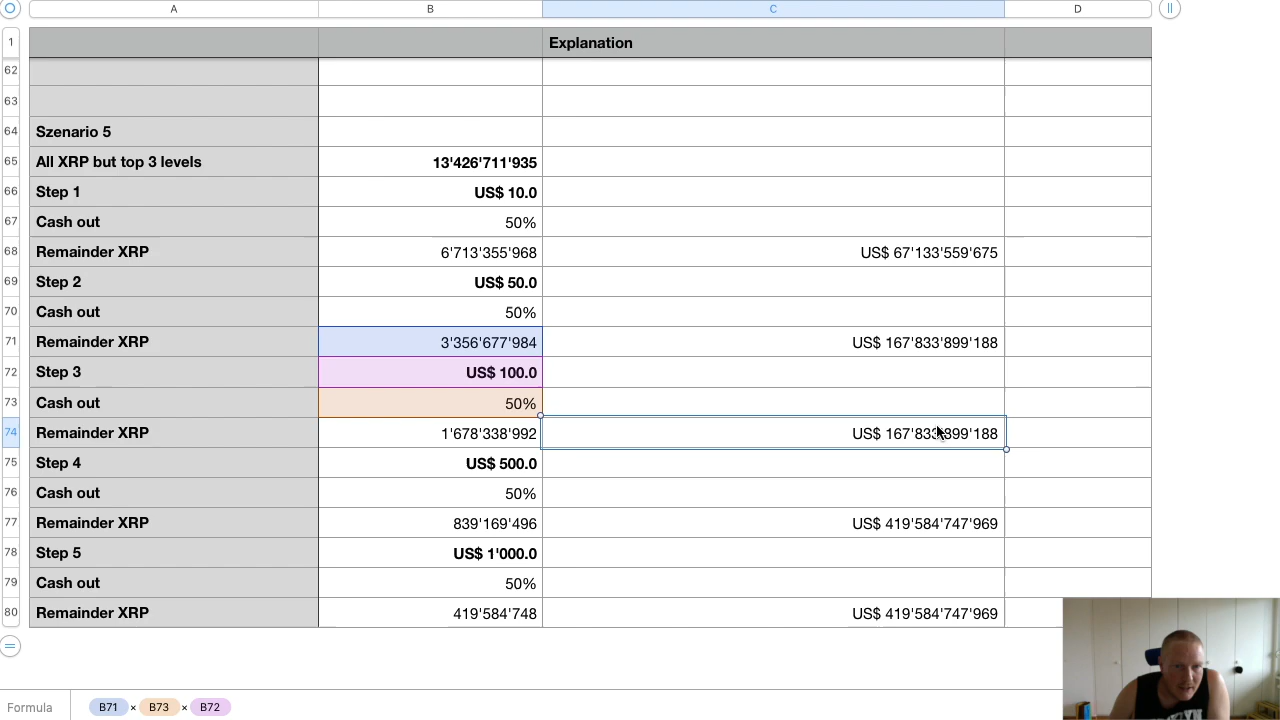 A B C D
1 Explanation
62
63
64 Szenario 5
65 All XRP but top 3 levels 13'426'711'935
66 Step 1 US$ 10.0
67 Cash out 50%
68 Remainder XRP 6'713'355'968 US$ 67'133'559'675
69 Step 2 US$ 50.0
70 Cash out 50%
71 Remainder XRP 3'356'677'984 US$ 167'833'899'188
72 Step 3 US$ 100.0
73 Cash out 50%
74 Remainder XRP 1'678'338'992 US$ 167'833'899'188
75 Step 4 US$ 500.0
76 Cash out 50%
77 Remainder XRP 839'169'496 US$ 419'584'747'969
78 Step 5 US$ 1'000.0
79 Cash out 50%
80 Remainder XRP 419'584'748 US$ 419'584'747'969
Formula B71 × B73 × B72